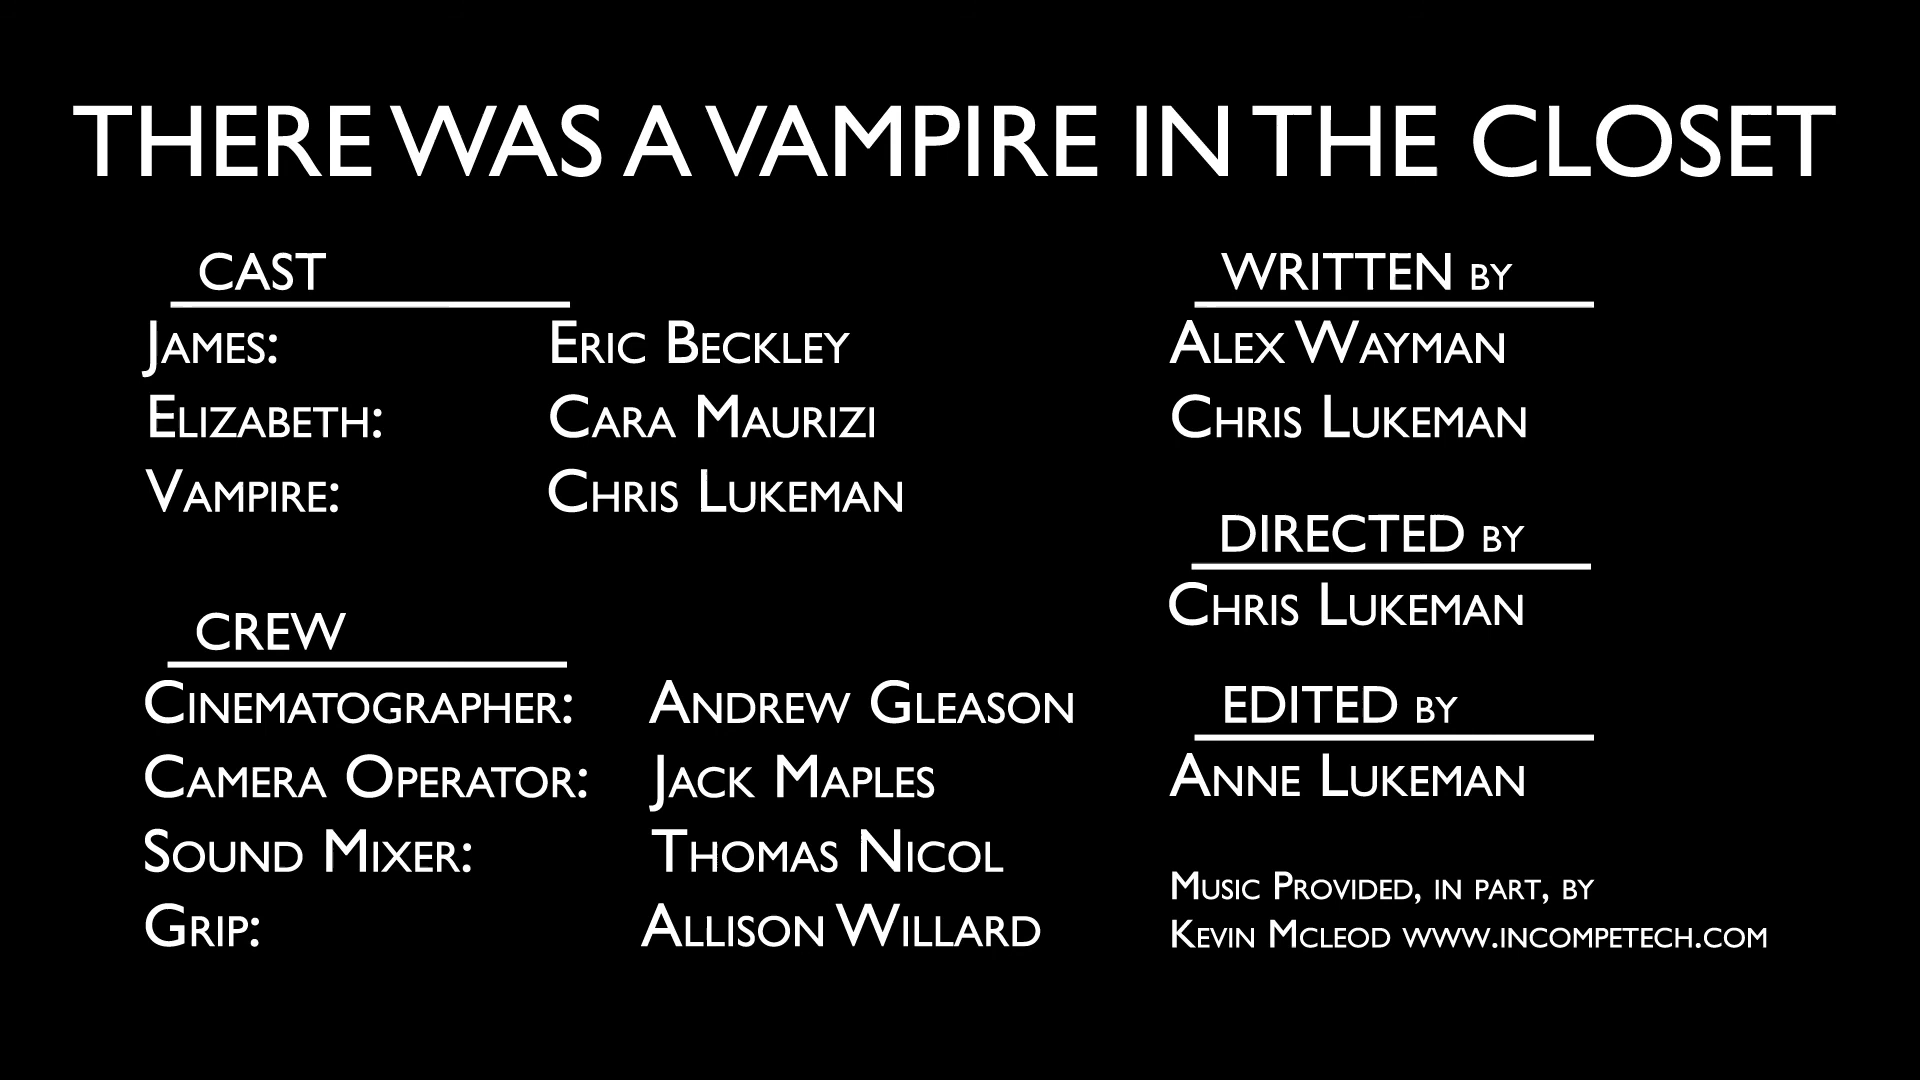 THERE WAS A VAMPIRE IN THE CLOSET
CAST
JAMES: ERIC BECKLEY
ELIZABETH: CARA MAURIZI
VAMPIRE: CHRIS LUKEMAN
CREW
CINEMATOGRAPHER: ANDREW GLEASON
CAMERA OPERATOR: JACK MAPLES
SOUND MIXER: THOMAS NICOL
GRIP: ALLISON WILLARD
WRITTEN BY
ALEX WAYMAN
CHRIS LUKEMAN
DIRECTED BY
CHRIS LUKEMAN
EDITED BY
ANNE LUKEMAN
MUSIC PROVIDED, IN PART, BY
KEVIN MCLEOD WWW.INCOMPETECH.COM